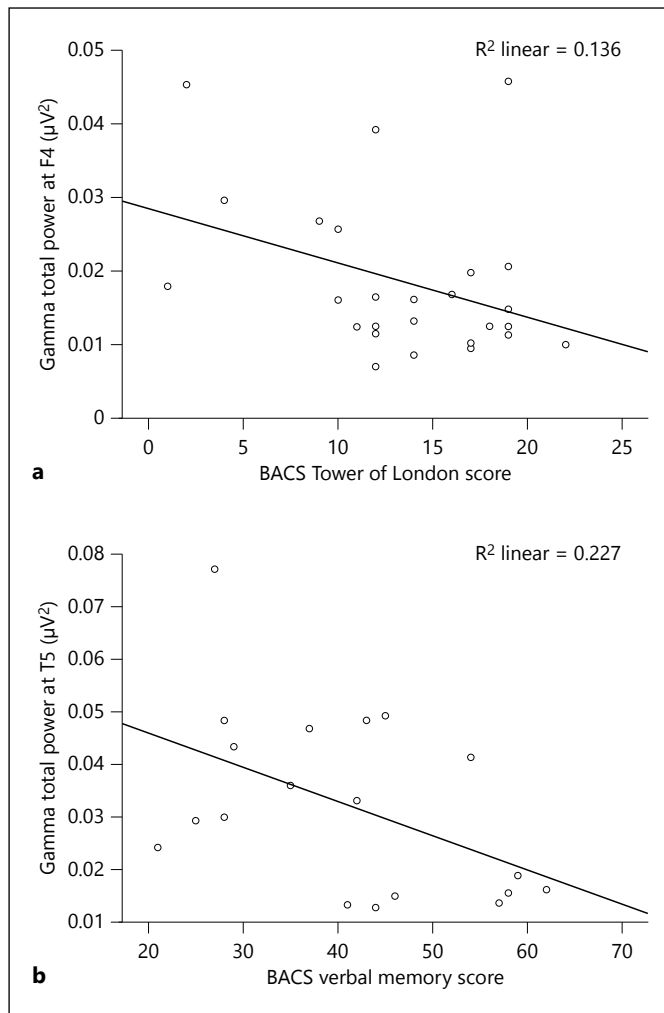 R² linear = 0.136
Gamma total power at F4 (µV²)
0.05
0.04
0.03
0.02
0.01
0
0 5 10 15 20 25
BACS Tower of London score
a
R² linear = 0.227
Gamma total power at T5 (µV²)
0.08
0.07
0.06
0.05
0.04
0.03
0.02
0.01
20 30 40 50 60 70
BACS verbal memory score
b